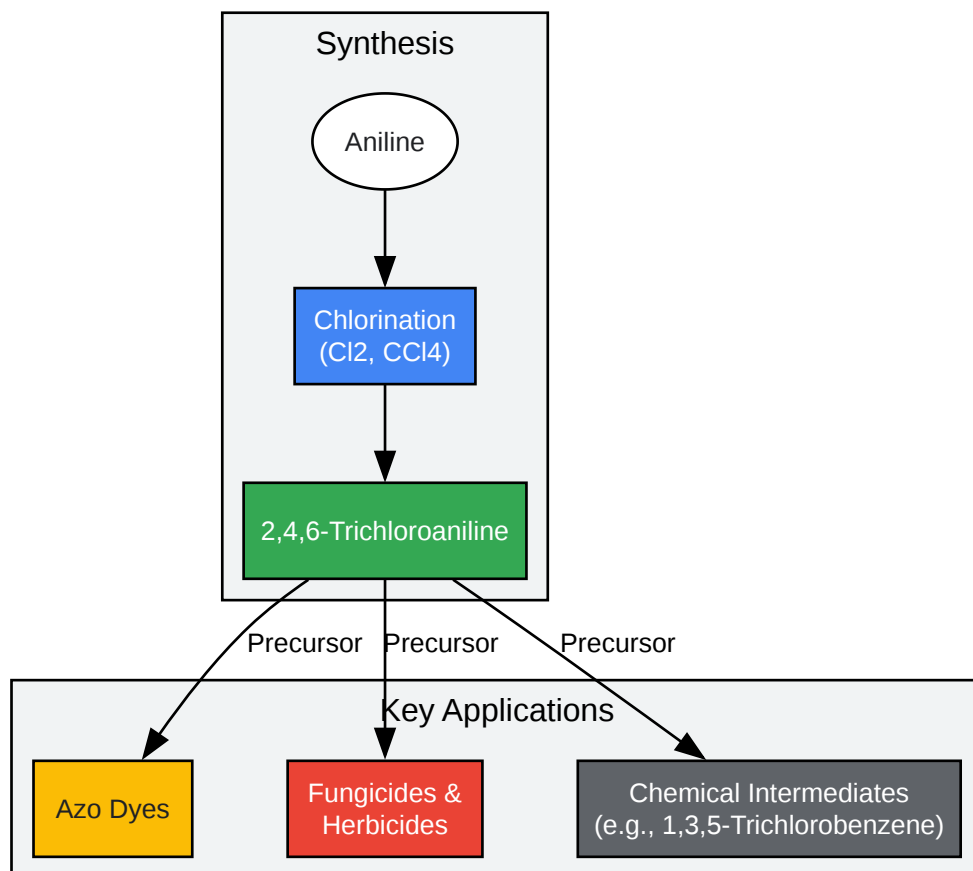 Synthesis
Aniline
Chlorination
(Cl2, CCl4)
2,4,6-Trichloroaniline
Precursor
Precursor
Precursor
Key Applications
Azo Dyes
Fungicides &
Herbicides
Chemical Intermediates
(e.g., 1,3,5-Trichlorobenzene)